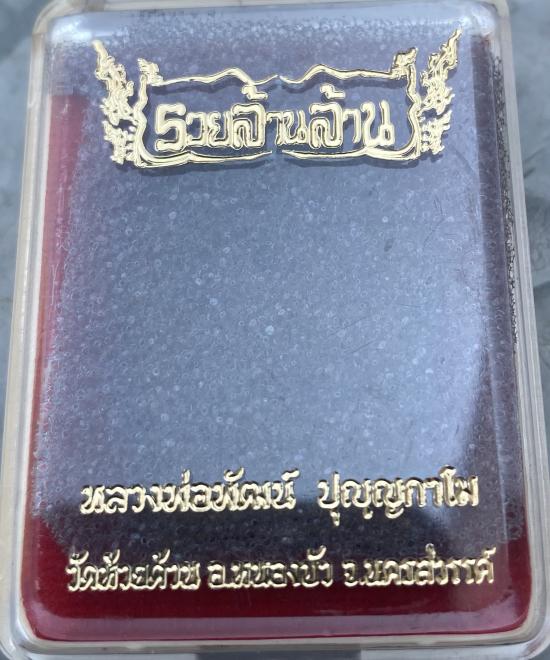 รวยล้านล้าน
หลวงพ่อพัฒน์ ปุญญกาโม
วัดห้วยด้วน อ.หนองบัว จ.นครสวรรค์